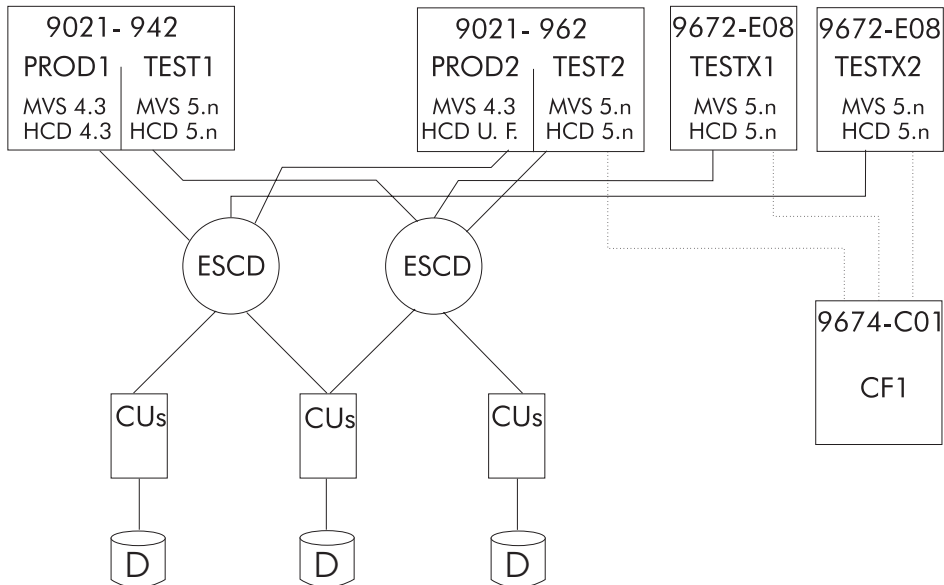 9021- 942
PROD1 TEST1
MVS 4.3 MVS 5.n
HCD 4.3 HCD 5.n
9021- 962
PROD2 TEST2
MVS 4.3 MVS 5.n
HCD U. F. HCD 5.n
9672-E08
TESTX1
MVS 5.n
HCD 5.n
9672-E08
TESTX2
MVS 5.n
HCD 5.n
ESCD
ESCD
9674-C01
CF1
CUs
CUs
CUs
D
D
D